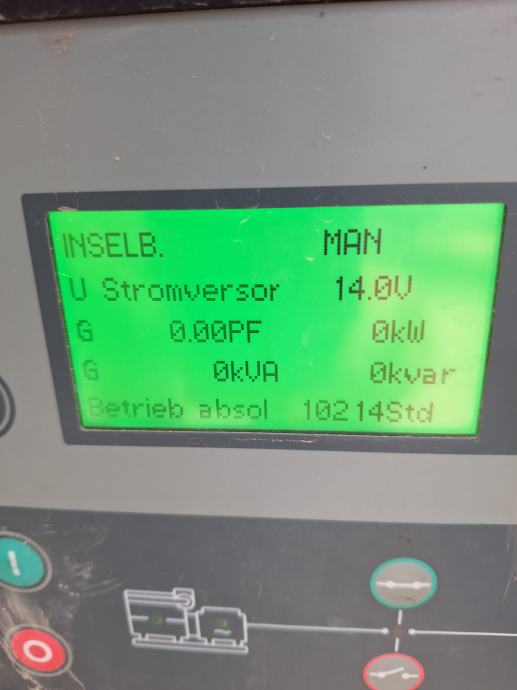 INSELB. MAN
U Stromversor 14.0V
G 0.00PF 0kW
G 0kVA 0kvar
Betrieb absol 10214Std